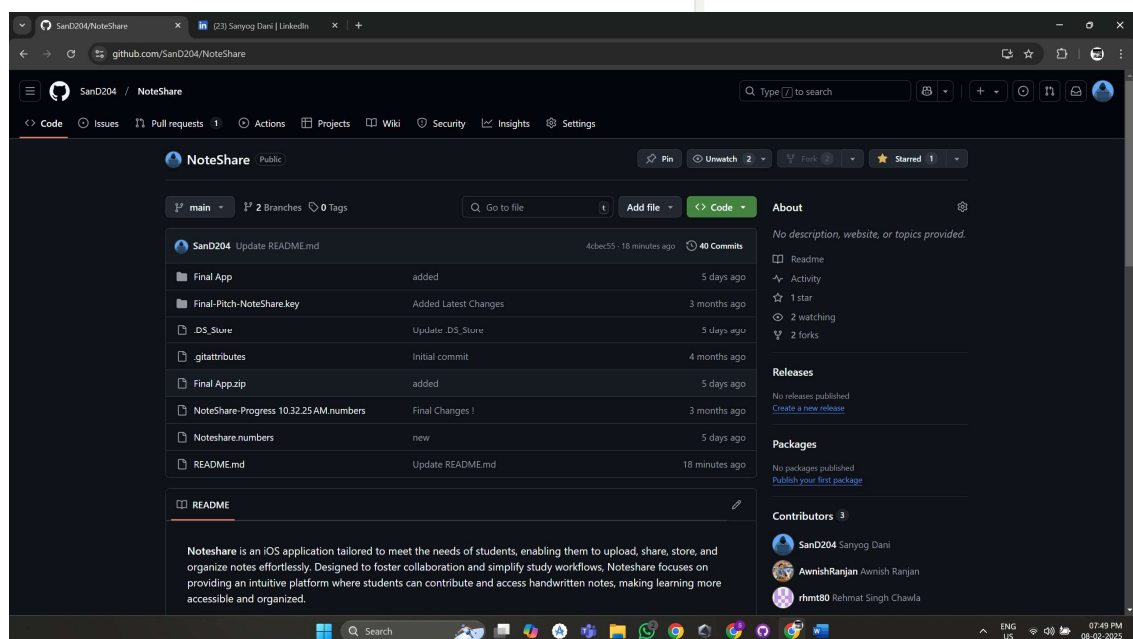 SanD204/NoteShare
(23) Sanyog Dani | LinkedIn
github.com/SanD204/NoteShare
SanD204 / NoteShare
Type / to search
Code
Issues
Pull requests 1
Actions
Projects
Wiki
Security
Insights
Settings
NoteShare Public
Pin
Unwatch 2
Fork 2
Starred 1
main
2 Branches
0 Tags
Go to file t
Add file
Code
SanD204 Update README.md 4cbec55 · 18 minutes ago 40 Commits
Final App added 5 days ago
Final-Pitch-NoteShare.key Added Latest Changes 3 months ago
.DS_Store Update .DS_Store 5 days ago
.gitattributes Initial commit 4 months ago
Final App.zip added 5 days ago
NoteShare-Progress 10.32.25 AM.numbers Final Changes ! 3 months ago
Noteshare.numbers new 5 days ago
README.md Update README.md 18 minutes ago
README
Noteshare is an iOS application tailored to meet the needs of students, enabling them to upload, share, store, and
organize notes effortlessly. Designed to foster collaboration and simplify study workflows, Noteshare focuses on
providing an intuitive platform where students can contribute and access handwritten notes, making learning more
accessible and organized.
About
No description, website, or topics provided.
Readme
Activity
1 star
2 watching
2 forks
Releases
No releases published
Create a new release
Packages
No packages published
Publish your first package
Contributors 3
SanD204 Sanyog Dani
AwnishRanjan Awnish Ranjan
rhmt80 Rehmat Singh Chawla
Search
ENG
US
07:49 PM
08-02-2025